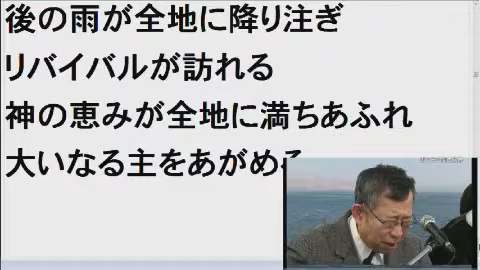 後の雨が全地に降り注ぎ
リバイバルが訪れる
神の恵みが全地に満ちあふれ
大いなる主をあがめる